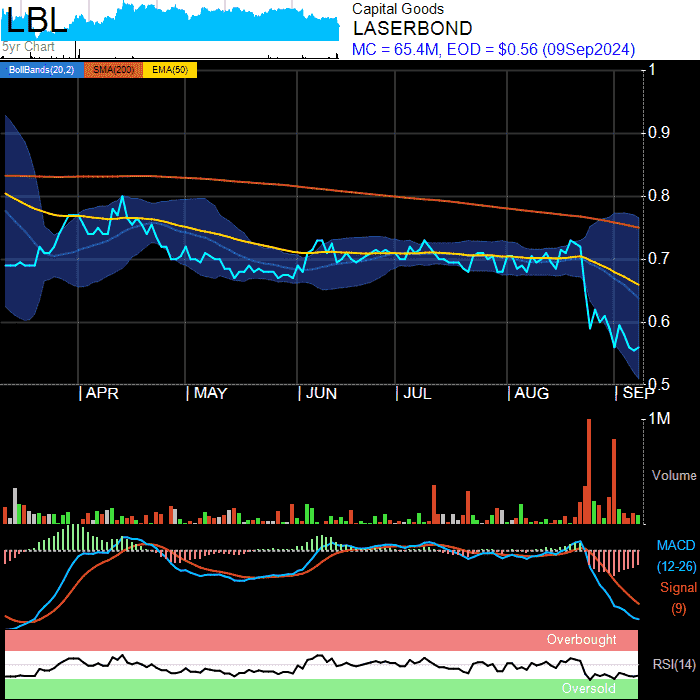 LBL
5yr Chart
Capital Goods
LASERBOND
MC = 65.4M, EOD = $0.56 (09Sep2024)
BollBands(20,2) SMA(200) EMA(50)
1
0.9
0.8
0.7
0.6
0.5
| APR | MAY | JUN | JUL | AUG | SEP
1M
Volume
MACD
(12-26)
Signal
(9)
Overbought
RSI(14)
Oversold